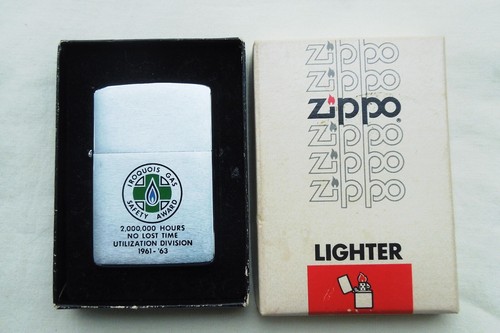 IROQUOIS GAS
SAFETY AWARD
2,000,000 HOURS
NO LOST TIME
UTILIZATION DIVISION
1961-'63
zippo
zippo
zippo®
zippo
zippo
zippo
LIGHTER